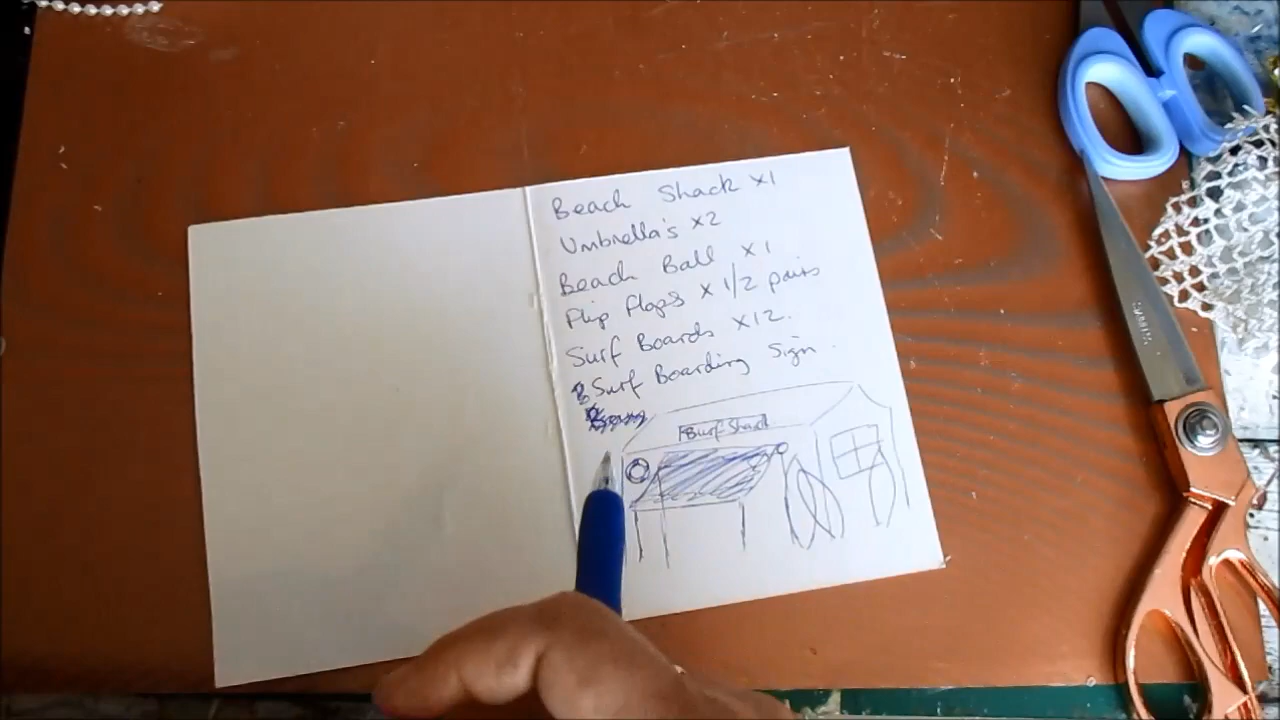 Beach Shack x1
Umbrella's x2
Beach Ball x1
Flip Flops x 1/2 pairs
Surf Boards x12.
Surf Boarding Sign.
Surf Shack